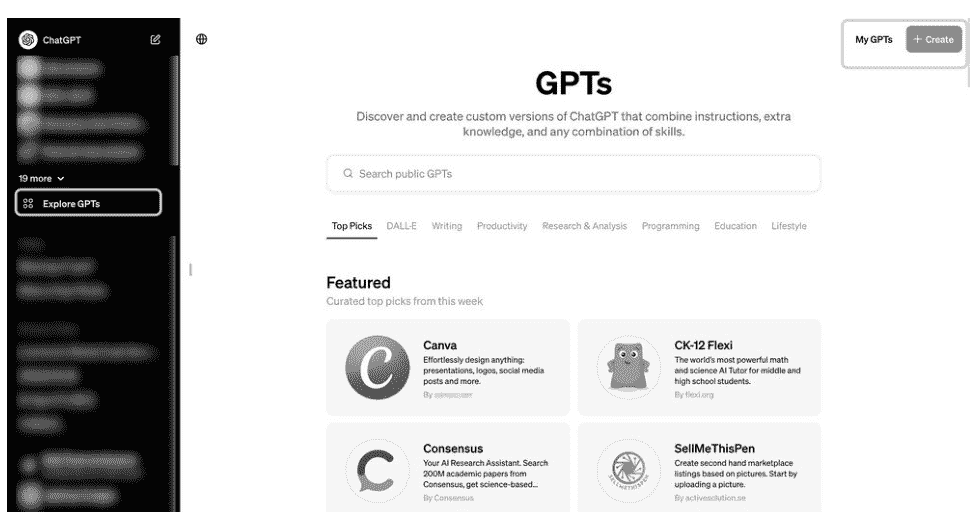 ChatGPT
19 more
Explore GPTs
My GPTs
+ Create
GPTs
Discover and create custom versions of ChatGPT that combine instructions, extra
knowledge, and any combination of skills.
Search public GPTs
Top Picks DALL·E Writing Productivity Research & Analysis Programming Education Lifestyle
Featured
Curated top picks from this week
Canva
Effortlessly design anything:
presentations, logos, social media
posts and more.
By
CK-12 Flexi
The world's most powerful math
and science AI Tutor for middle and
high school students.
By flexi.org
Consensus
Your AI Research Assistant. Search
200M academic papers from
Consensus, get science-based...
By Consensus
SellMeThisPen
Create second hand marketplace
listings based on pictures. Start by
uploading a picture.
By activesolution.se
SELLMETHISPEN